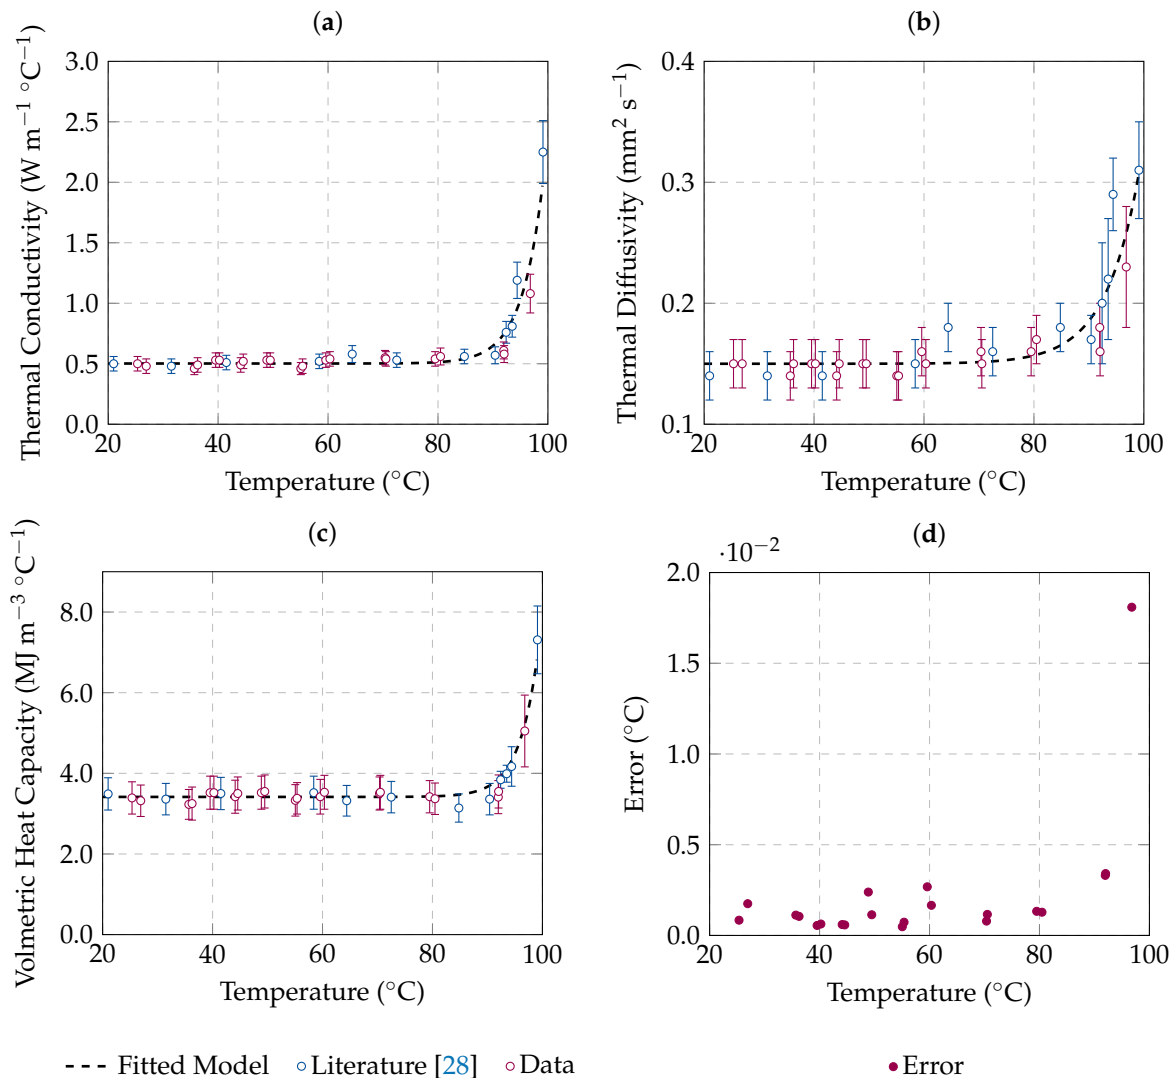 (a)
Thermal Conductivity (W m−1 °C−1)
3.0
2.5
2.0
1.5
1.0
0.5
0.0
20 40 60 80 100
Temperature (°C)
(b)
Thermal Diffusivity (mm2 s−1)
0.4
0.3
0.2
0.1
20 40 60 80 100
Temperature (°C)
(c)
Volmetric Heat Capacity (MJ m−3 °C−1)
8.0
6.0
4.0
2.0
0.0
20 40 60 80 100
Temperature (°C)
(d)
·10−2
Error (°C)
2.0
1.5
1.0
0.5
0.0
20 40 60 80 100
Temperature (°C)
Fitted Model Literature [28] Data Error